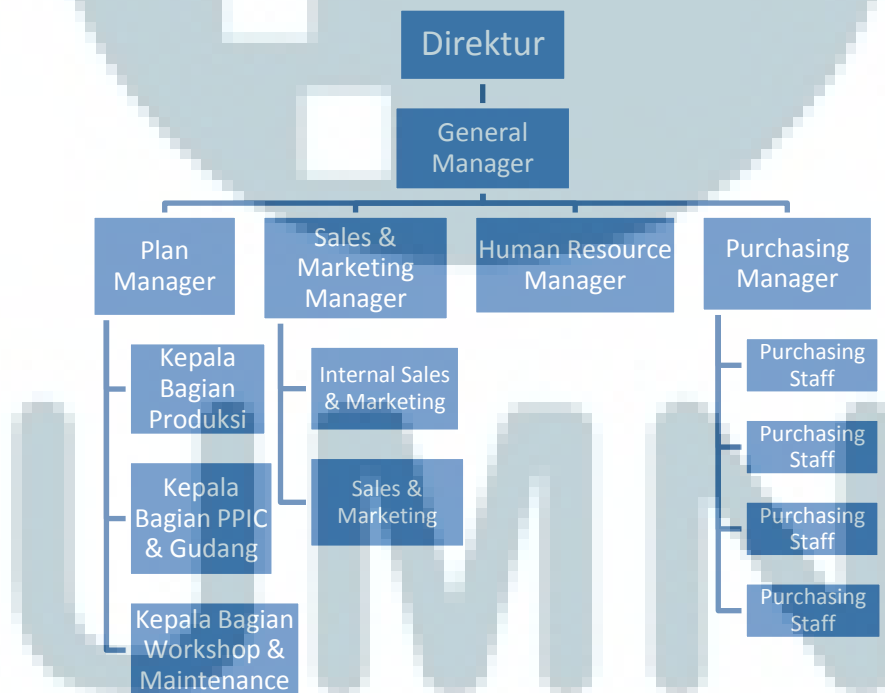 Direktur
General
Manager
Plan
Manager
Sales &
Marketing
Manager
Human Resource
Manager
Purchasing
Manager
Kepala
Bagian
Produksi
Kepala
Bagian PPIC
& Gudang
Kepala Bagian
Workshop &
Maintenance
Internal Sales
& Marketing
Sales &
Marketing
Purchasing
Staff
Purchasing
Staff
Purchasing
Staff
Purchasing
Staff
UMN